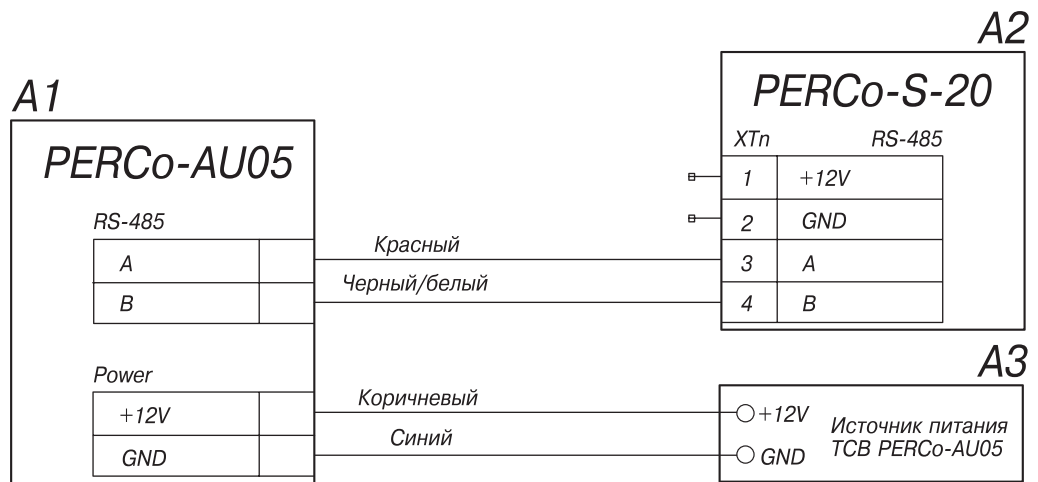 A1
PERCo-AU05
RS-485
A
B
Power
+12V
GND
Красный
Черный/белый
Коричневый
Синий
A2
PERCo-S-20
XTn RS-485
1 +12V
2 GND
3 A
4 B
A3
+12V
GND
Источник питания
ТСВ PERCo-AU05